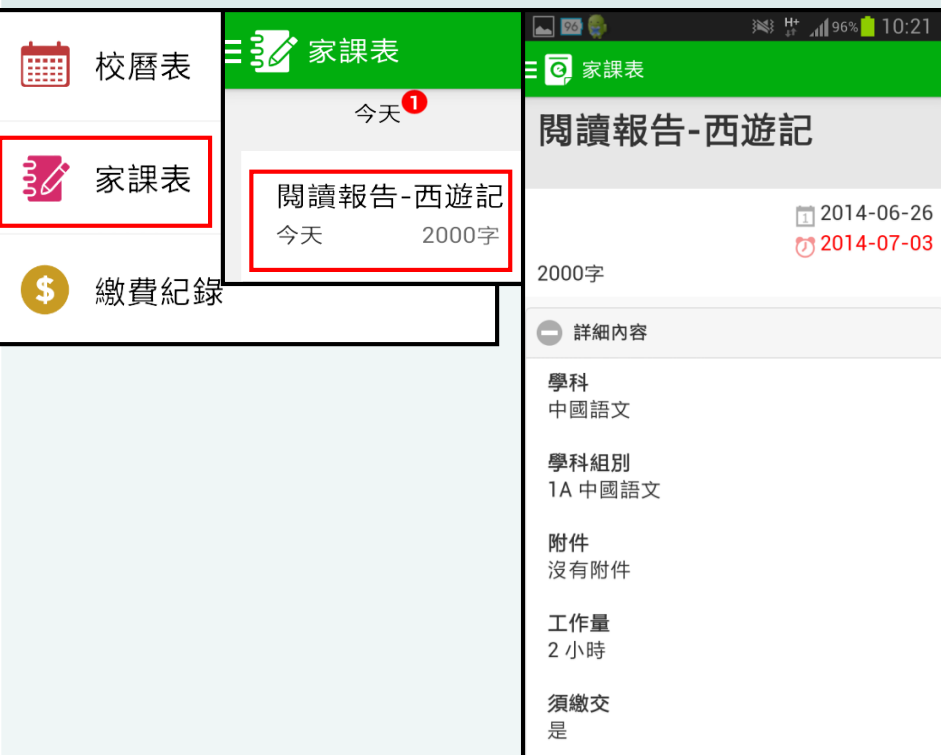 校曆表
家課表
繳費紀錄
家課表
今天 1
閱讀報告-西遊記
今天 2000字
96 H+ 96% 10:21
家課表
閱讀報告-西遊記
1 2014-06-26
2014-07-03
2000字
詳細內容
學科
中國語文
學科組別
1A 中國語文
附件
沒有附件
工作量
2 小時
須繳交
是